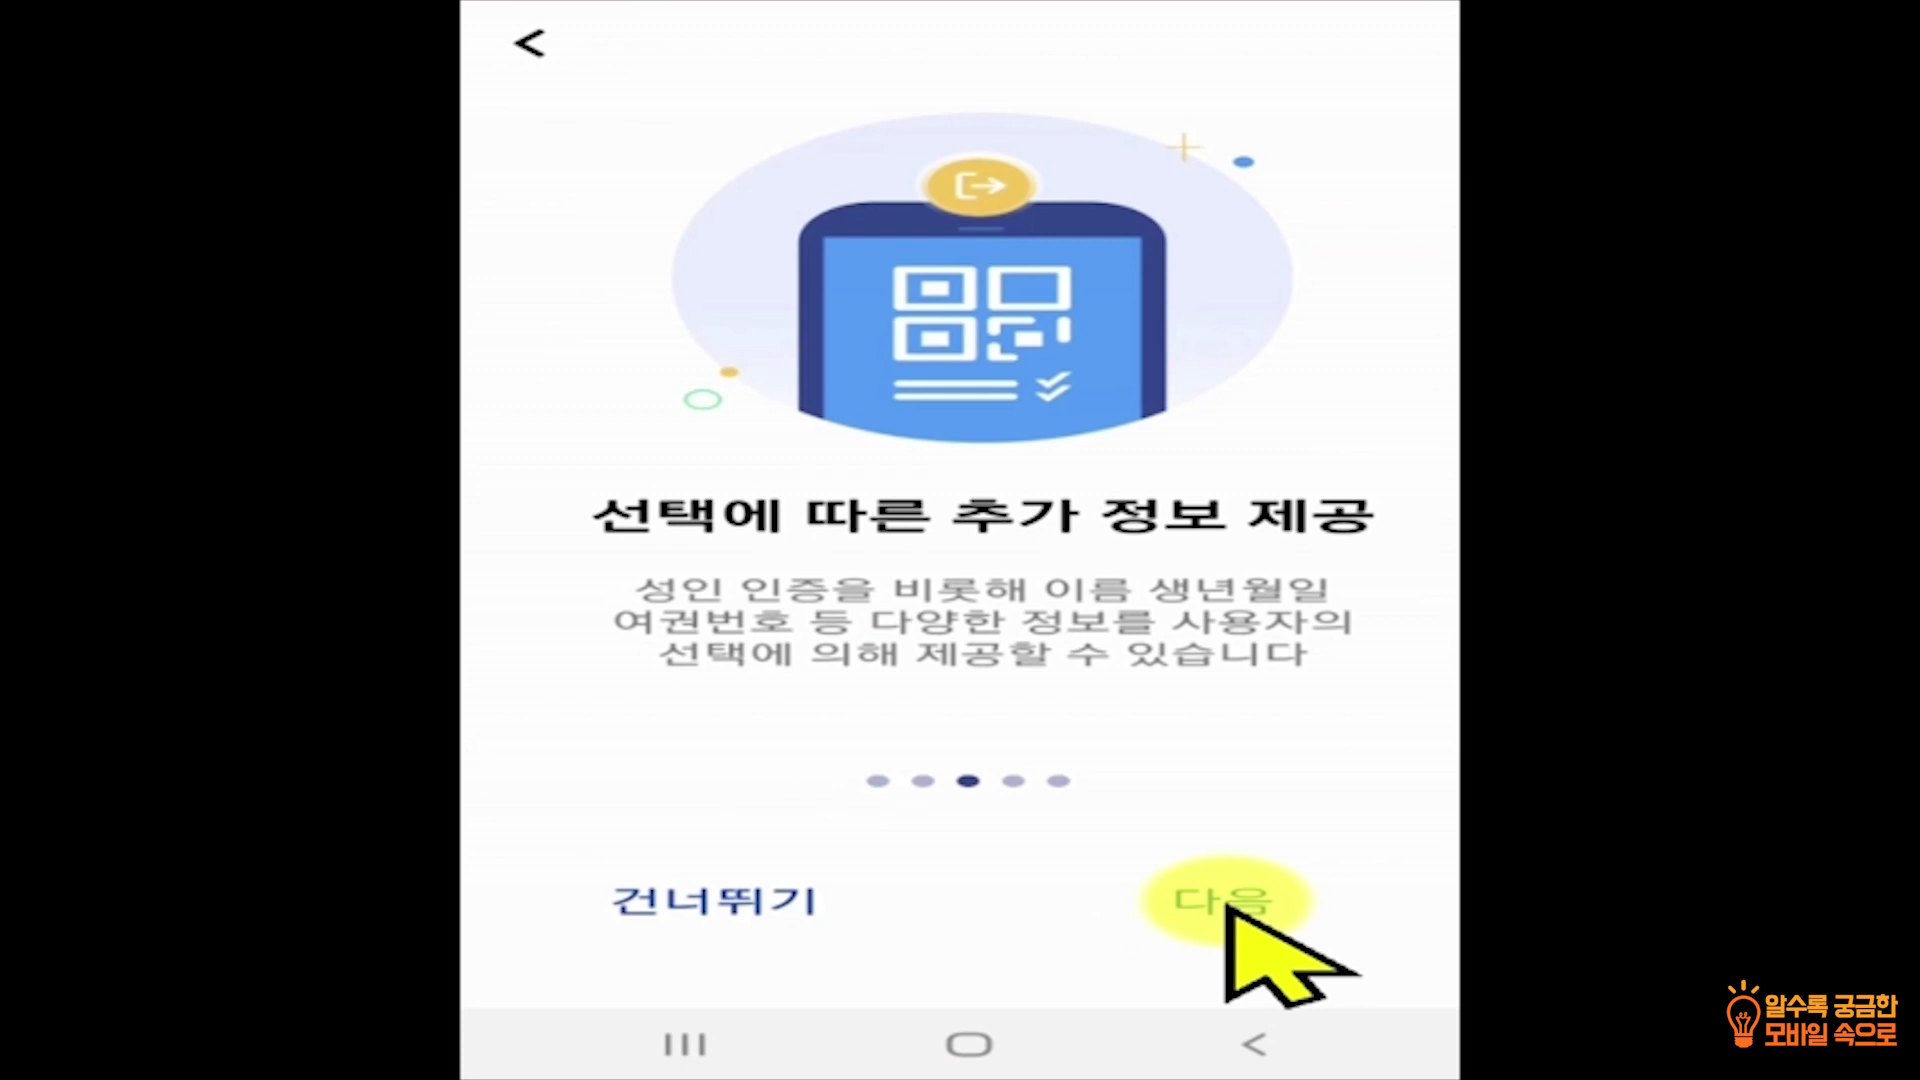 선택에 따른 추가 정보 제공
성인 인증을 비롯해 이름 생년월일
여권번호 등 다양한 정보를 사용자의
선택에 의해 제공할 수 있습니다
건너뛰기
다음
알수록 궁금한
모바일 속으로